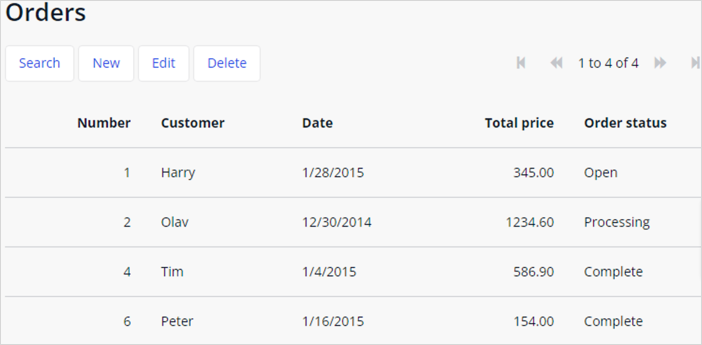 Orders
Search New Edit Delete 1 to 4 of 4
Number Customer Date Total price Order status
1 Harry 1/28/2015 345.00 Open
2 Olav 12/30/2014 1234.60 Processing
4 Tim 1/4/2015 586.90 Complete
6 Peter 1/16/2015 154.00 Complete